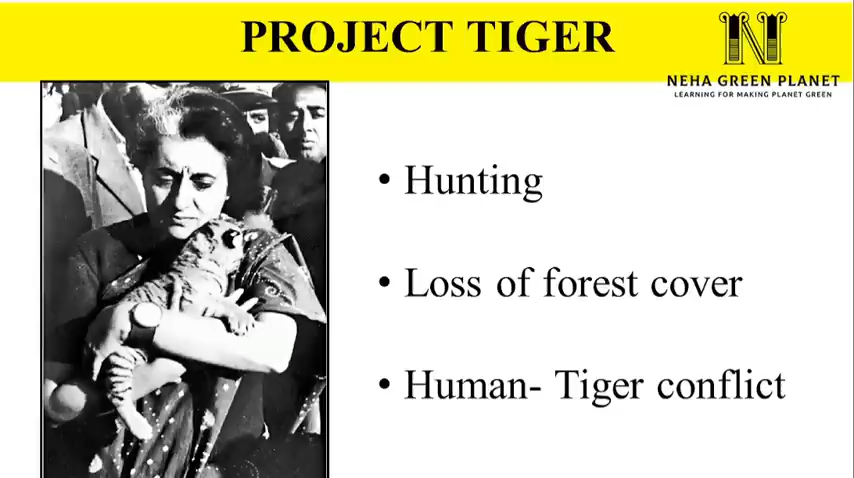 PROJECT TIGER
NEHA GREEN PLANET
LEARNING FOR MAKING PLANET GREEN
• Hunting
• Loss of forest cover
• Human- Tiger conflict